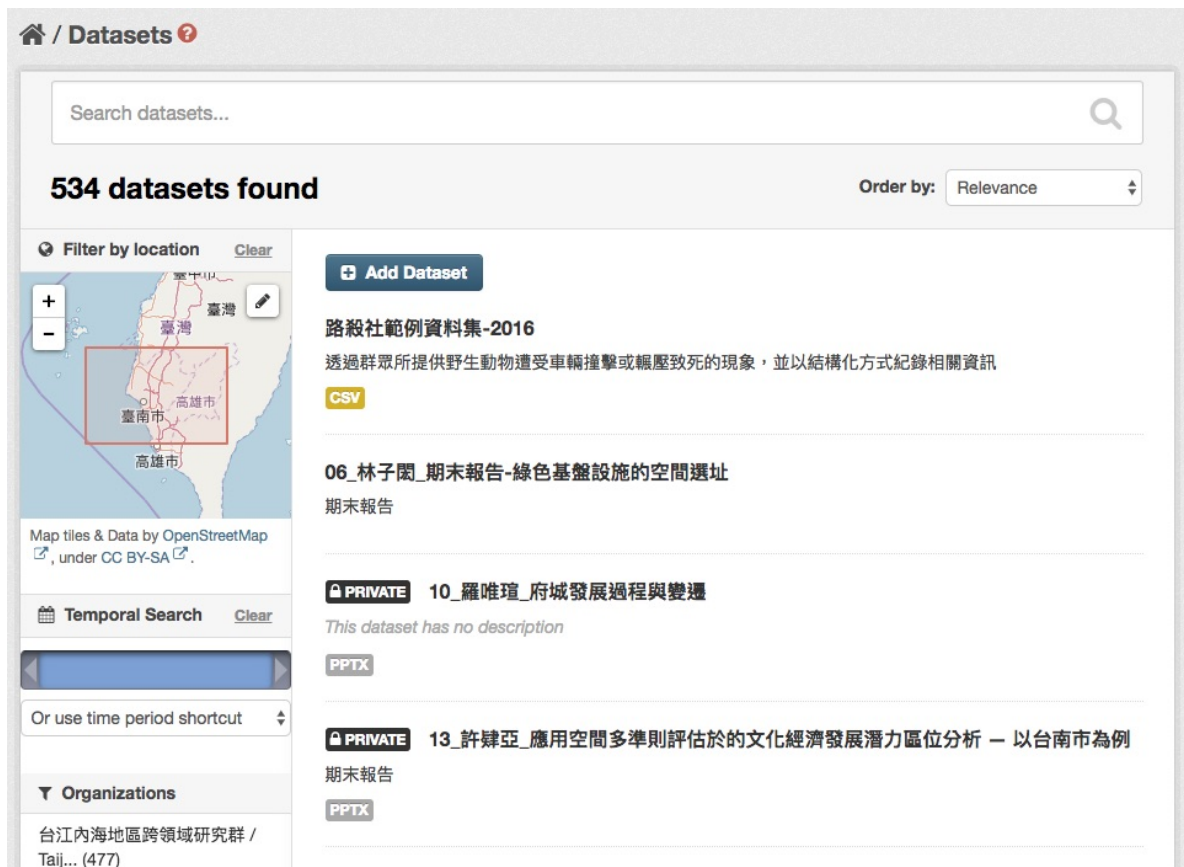 / Datasets ?
Search datasets...
534 datasets found
Order by: Relevance
Filter by location Clear
+
−
臺中市
臺灣
臺灣
高雄市
臺南市
高雄市
Map tiles & Data by OpenStreetMap
, under CC BY-SA .
Temporal Search Clear
Or use time period shortcut
Organizations
台江內海地區跨領域研究群 /
Taij... (477)
Add Dataset
路殺社範例資料集-2016
透過群眾所提供野生動物遭受車輛撞擊或輾壓致死的現象，並以結構化方式紀錄相關資訊
CSV
06_林子閎_期末報告-綠色基盤設施的空間選址
期末報告
PRIVATE 10_羅唯瑄_府城發展過程與變遷
This dataset has no description
PPTX
PRIVATE 13_許肄亞_應用空間多準則評估於的文化經濟發展潛力區位分析 — 以台南市為例
期末報告
PPTX